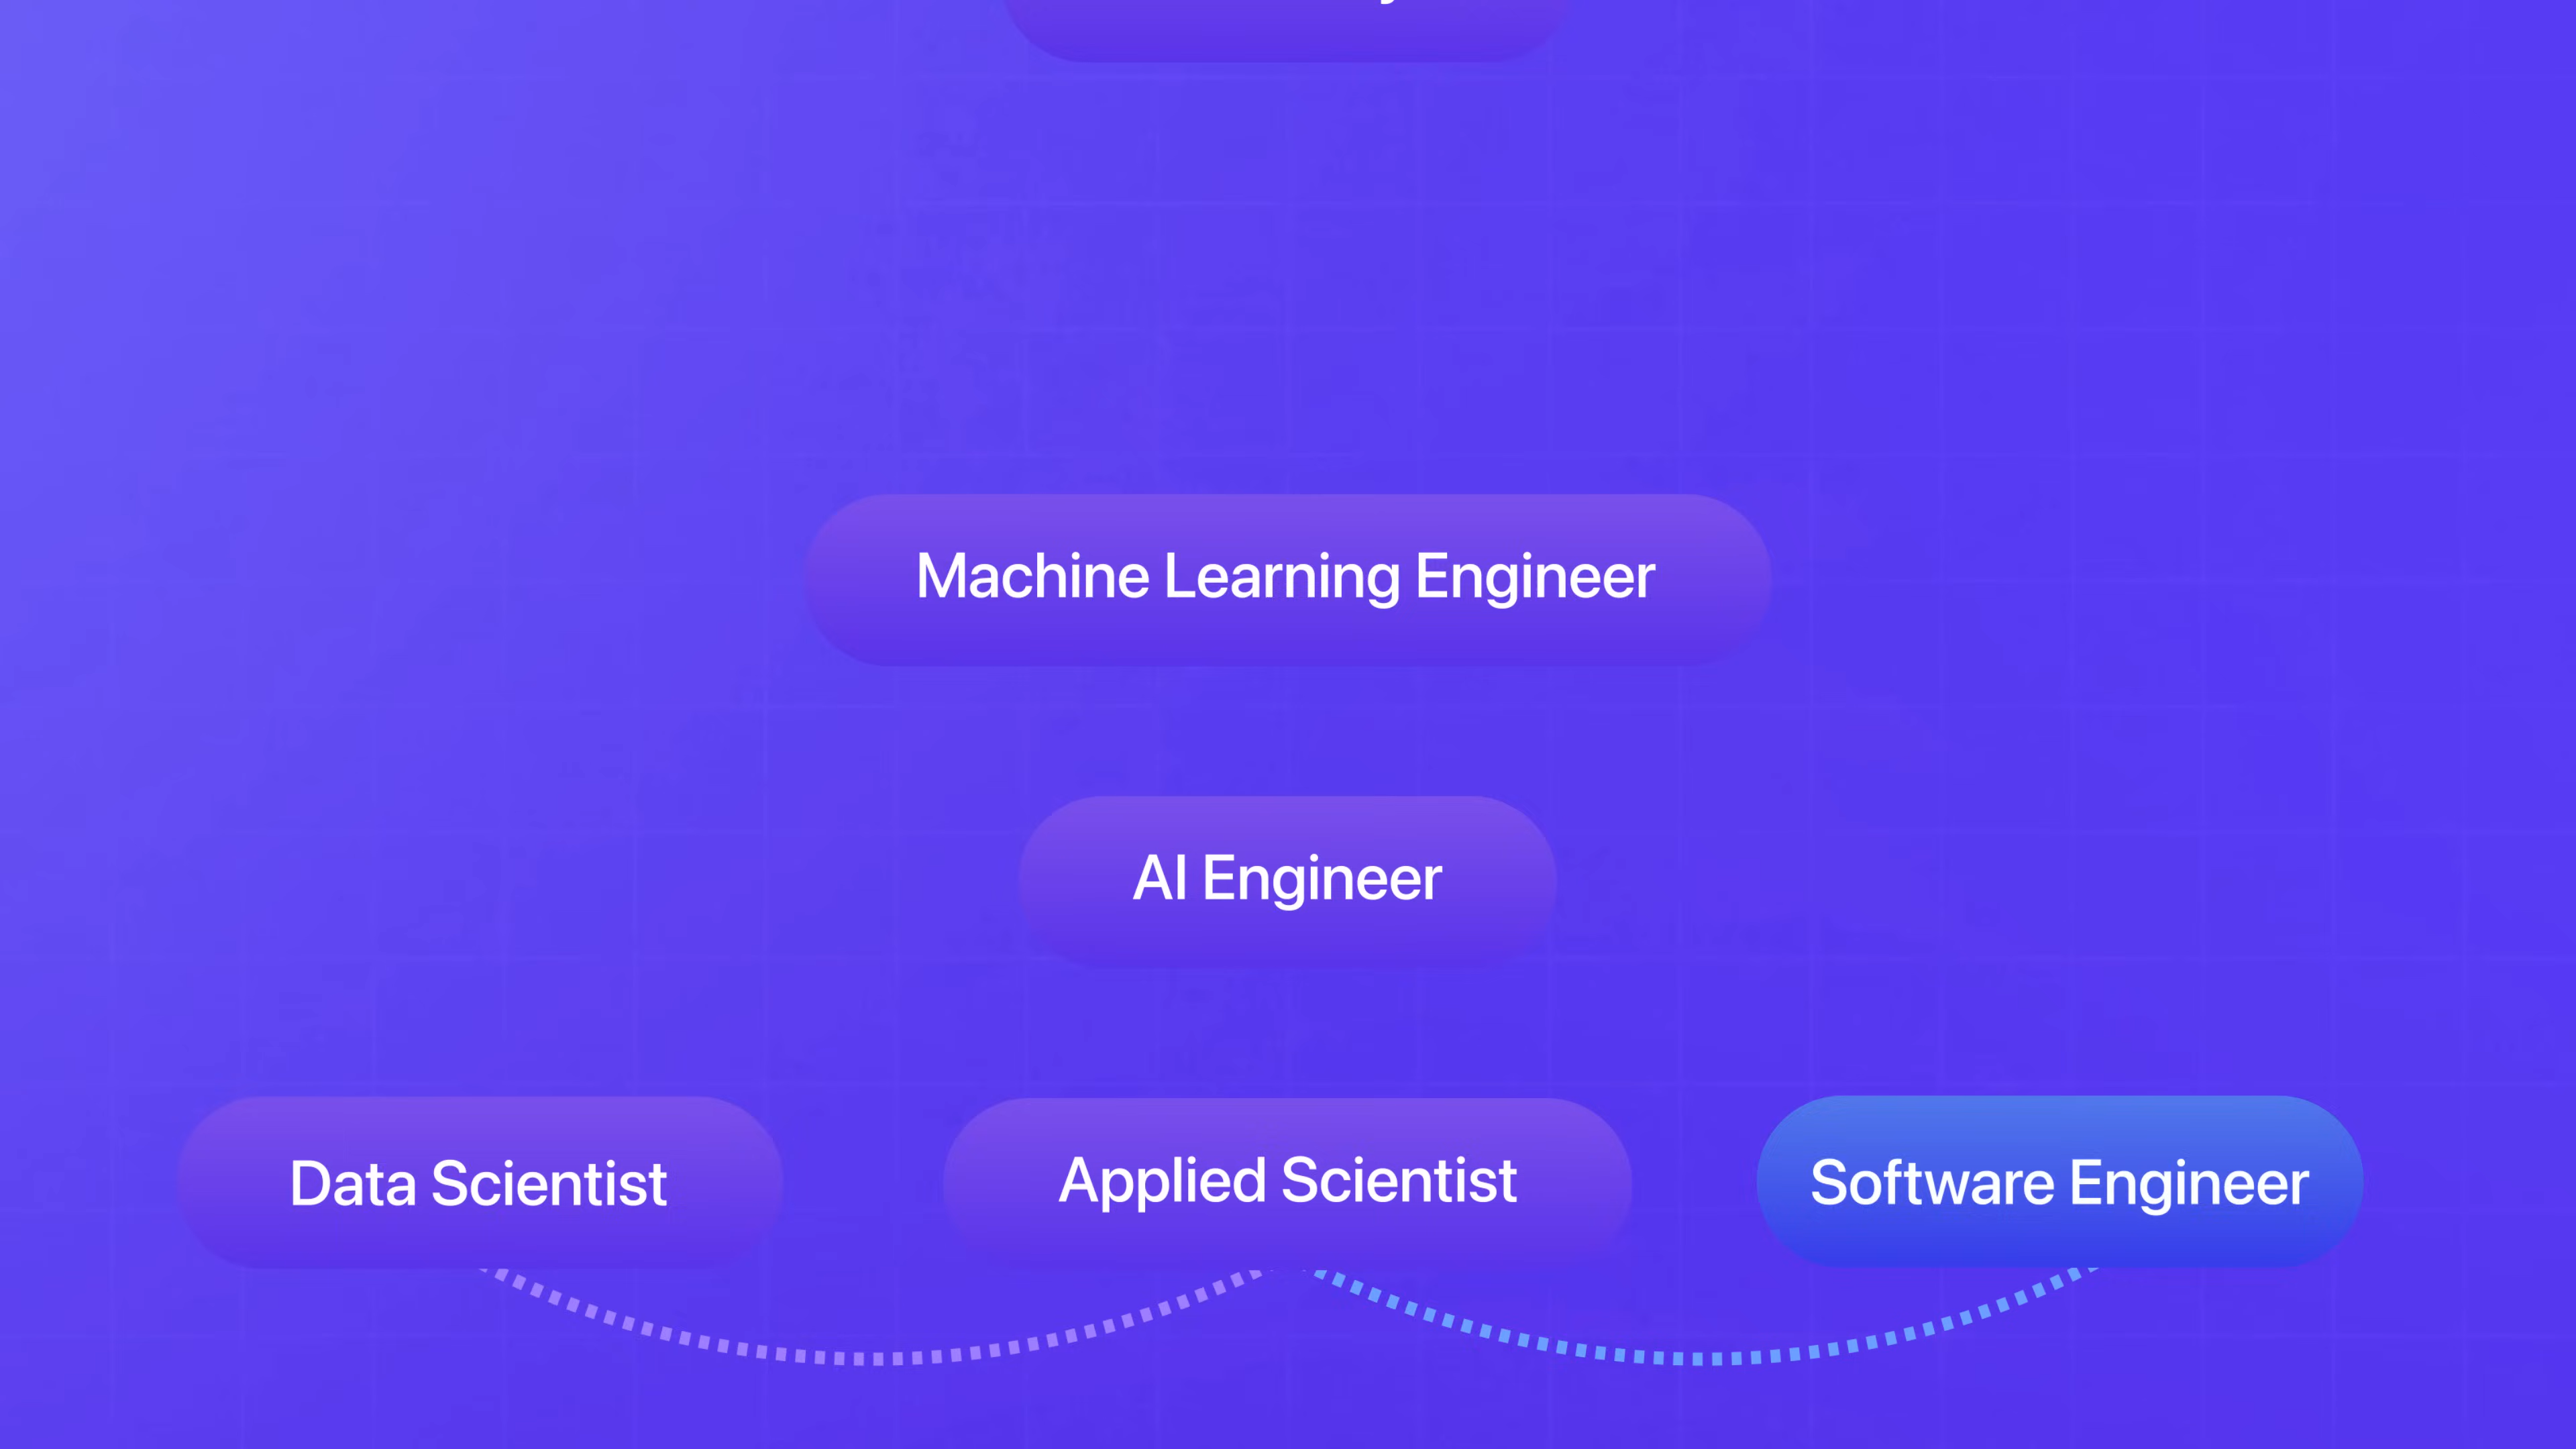 Machine Learning Engineer
AI Engineer
Data Scientist
Applied Scientist
Software Engineer